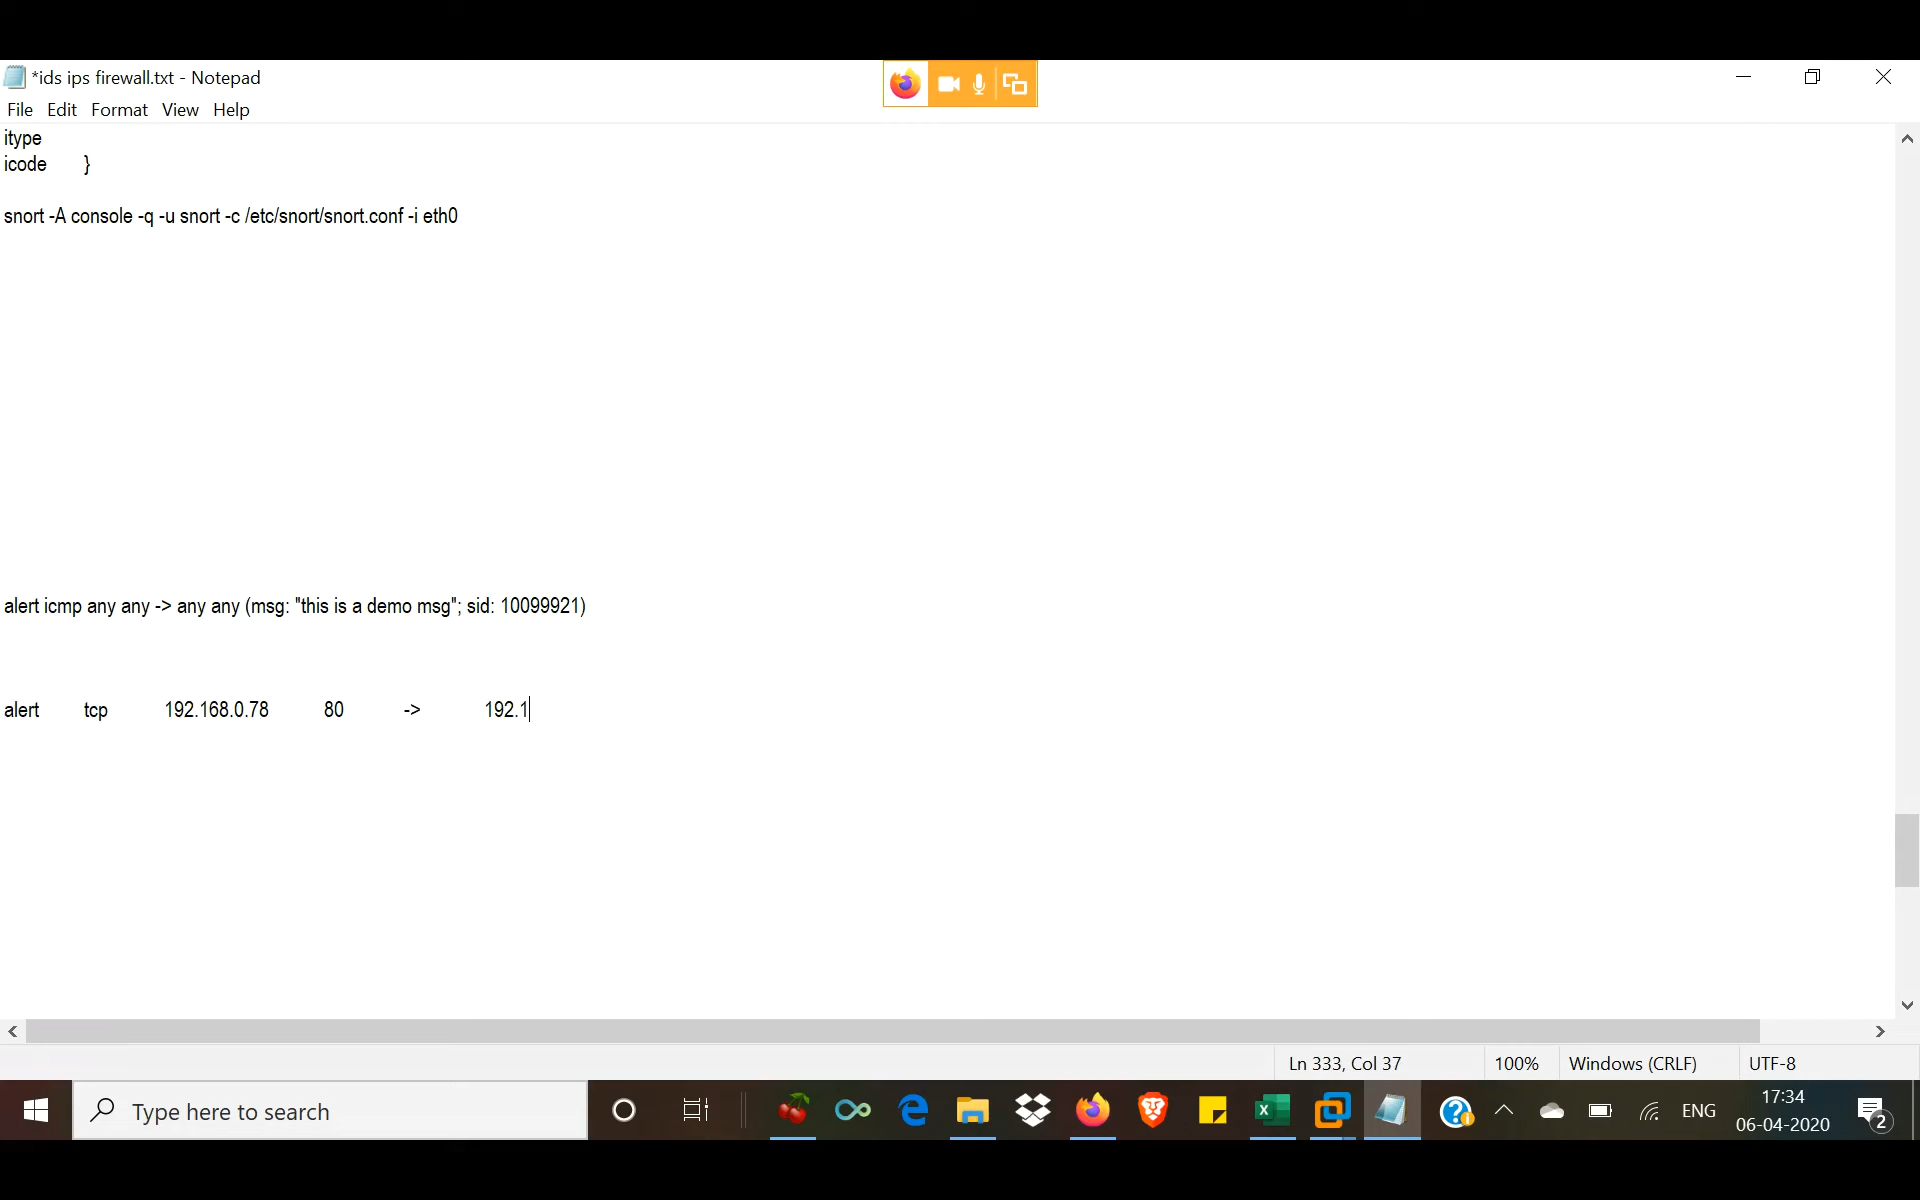 *ids ips firewall.txt - Notepad
File Edit Format View Help
itype
icode }
snort -A console -q -u snort -c /etc/snort/snort.conf -i eth0
alert icmp any any -> any any (msg: "this is a demo msg"; sid: 10099921)
alert tcp 192.168.0.78 80 -> 192.1
Ln 333, Col 37 100% Windows (CRLF) UTF-8
Type here to search
ENG
17:34
06-04-2020
2